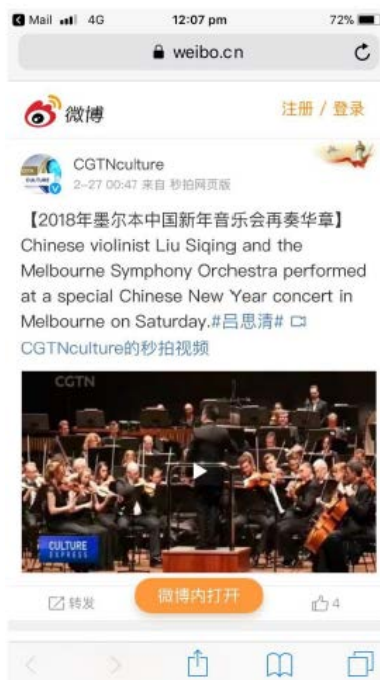 Mail 4G 12:07 pm 72%
weibo.cn
微博 注册 / 登录
CGTNculture
2-27 00:47 来自 秒拍网页版
【2018年墨尔本中国新年音乐会再奏华章】
Chinese violinist Liu Siqing and the
Melbourne Symphony Orchestra performed
at a special Chinese New Year concert in
Melbourne on Saturday.#吕思清#
CGTNculture的秒拍视频
CGTN
CULTURE
EXPRESS
转发 微博内打开 4